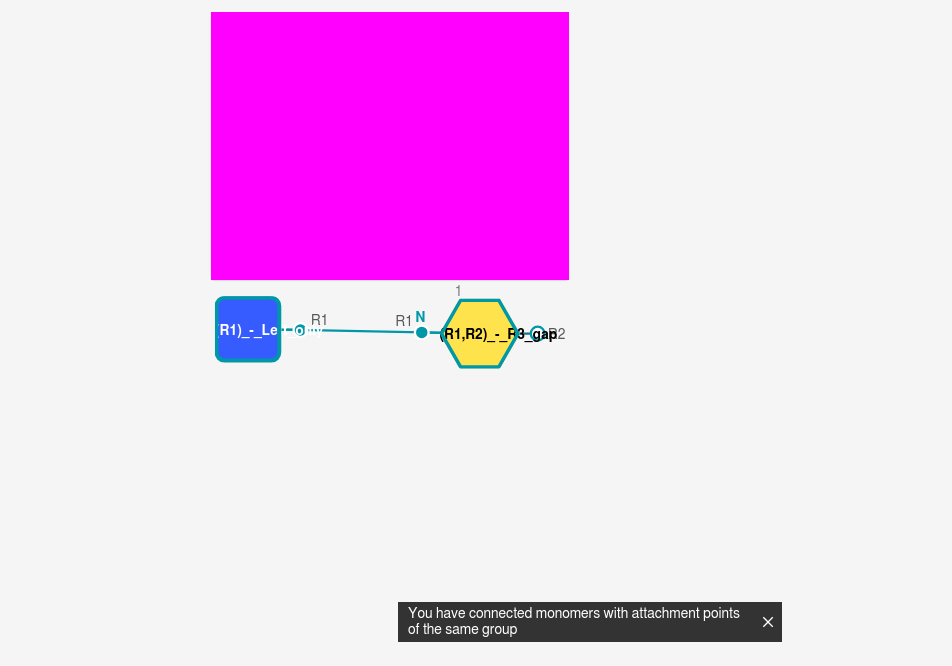 1
R1)_-_Le
R1
R1
N
(R1,R2)_-_R3_gap
R2
You have connected monomers with attachment points
of the same group